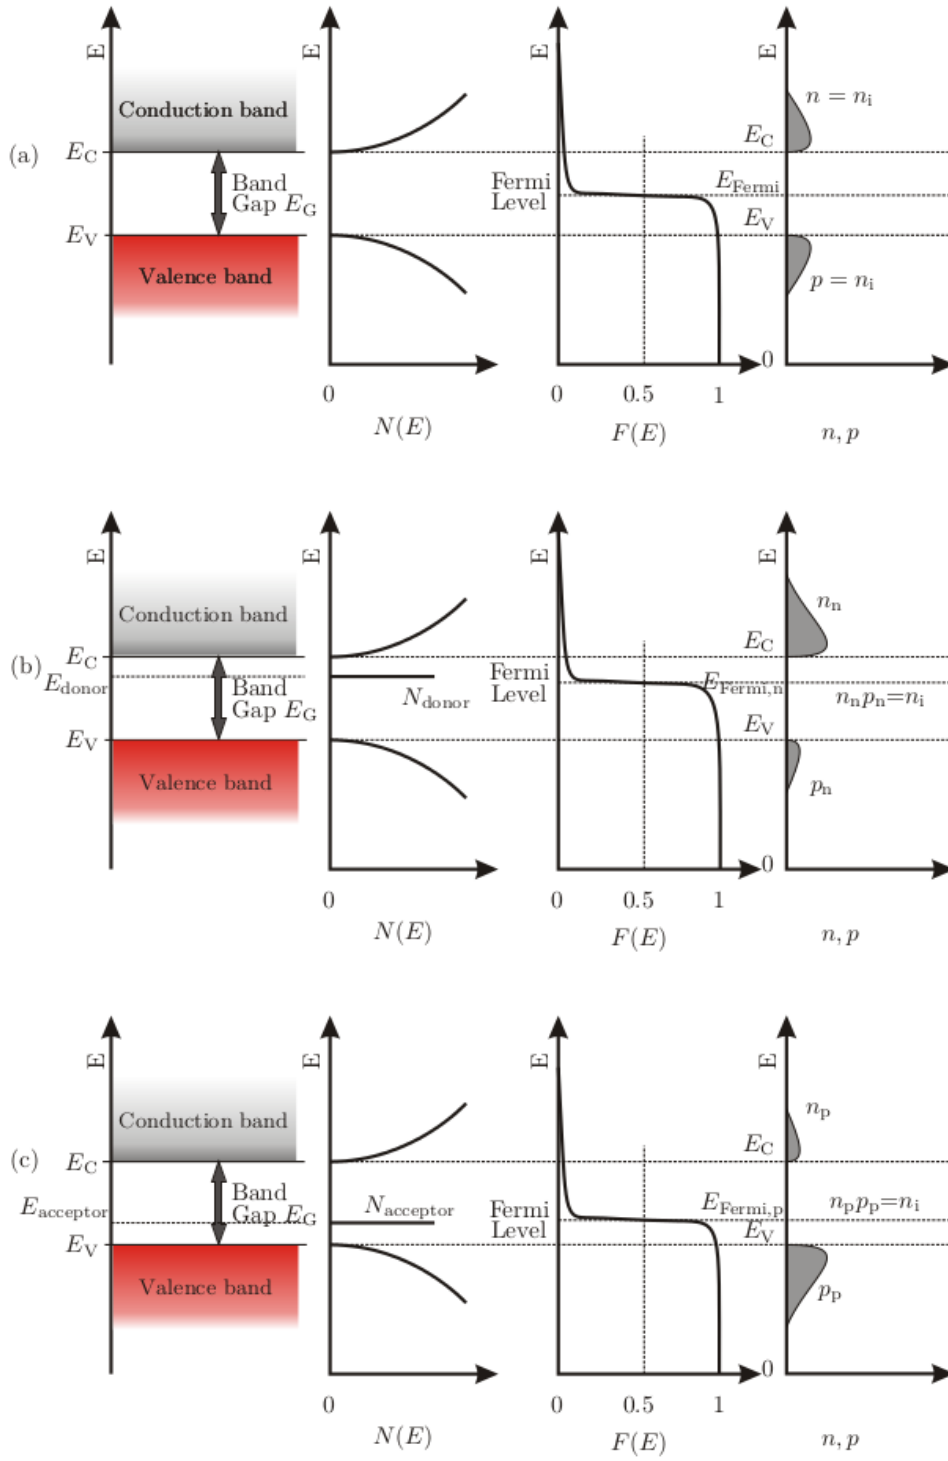 E E E E
Conduction band
n = n_i
(a) E_C E_C
Band Gap E_G
Fermi Level
E_Fermi
E_V E_V
Valence band
p = n_i
0
0 0 0.5 1
N(E) F(E) n, p
E E E E
Conduction band
n_n
(b) E_C E_C
E_donor
Band Gap E_G
N_donor
Fermi Level
E_Fermi,n
n_n p_n=n_i
E_V E_V
Valence band
p_n
0
0 0 0.5 1
N(E) F(E) n, p
E E E E
Conduction band
n_p
(c) E_C E_C
E_acceptor
Band Gap E_G
N_acceptor
Fermi Level
E_Fermi,p
n_p p_p=n_i
E_V E_V
Valence band
p_p
0
0 0 0.5 1
N(E) F(E) n, p